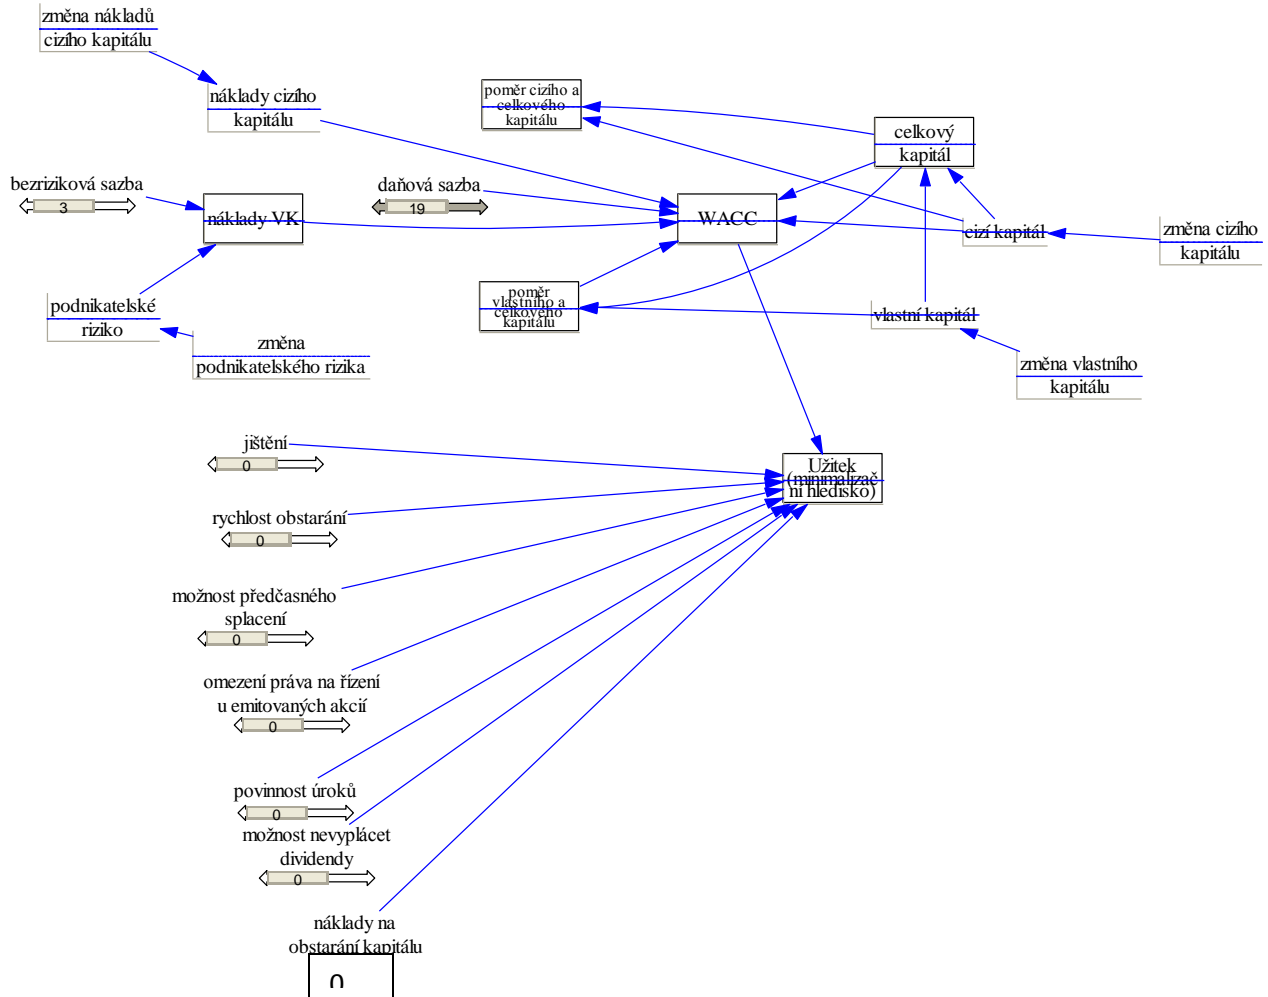 změna nákladů
cizího kapitálu
náklady cizího
kapitálu
poměr cizího a
celkového
kapitálu
celkový
kapitál
bezriziková sazba
3
náklady VK
daňová sazba
19
WACC
cizí kapitál
změna cizího
kapitálu
podnikatelské
riziko
změna
podnikatelského rizika
poměr
vlastního a
celkového
kapitálu
vlastní kapitál
změna vlastního
kapitálu
jištění
0
Užitek
(minimalizač
ní hledisko)
rychlost obstarání
0
možnost předčasného
splacení
0
omezení práva na řízení
u emitovaných akcií
0
povinnost úroků
0
možnost nevyplácet
dividendy
0
náklady na
obstarání kapitálu
0